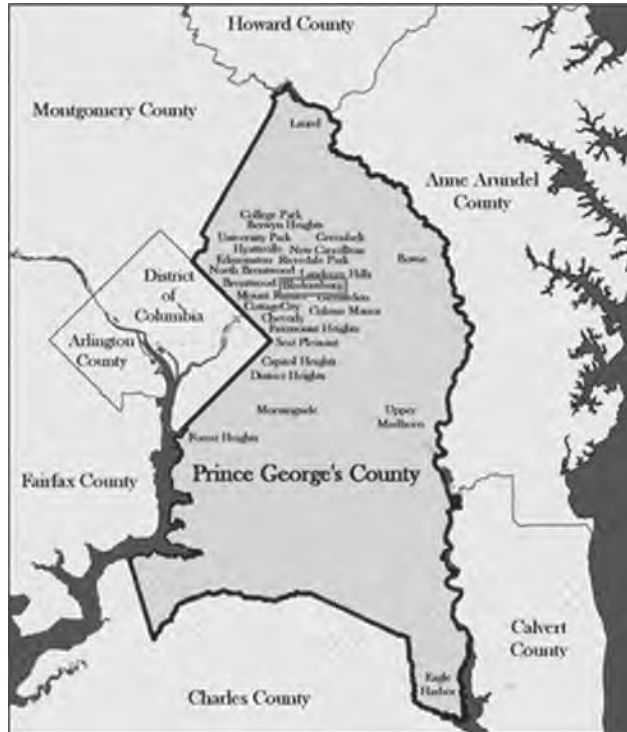 Howard County
Montgomery County
Laurel
Anne Arundel
County
College Park
Berwyn Heights
University Park Greenbelt
Hyattsville New Carrollton
Edmonston Riverdale Park
Bowie
North Brentwood Landover Hills
Brentwood Bladensburg
Mount Rainier Glenarden
Cottage City Colmar Manor
Cheverly
Fairmount Heights
Seat Pleasant
Capitol Heights
District Heights
District
of
Columbia
Arlington
County
Morningside
Upper
Marlboro
Forest Heights
Prince George's County
Fairfax County
Calvert
County
Eagle
Harbor
Charles County